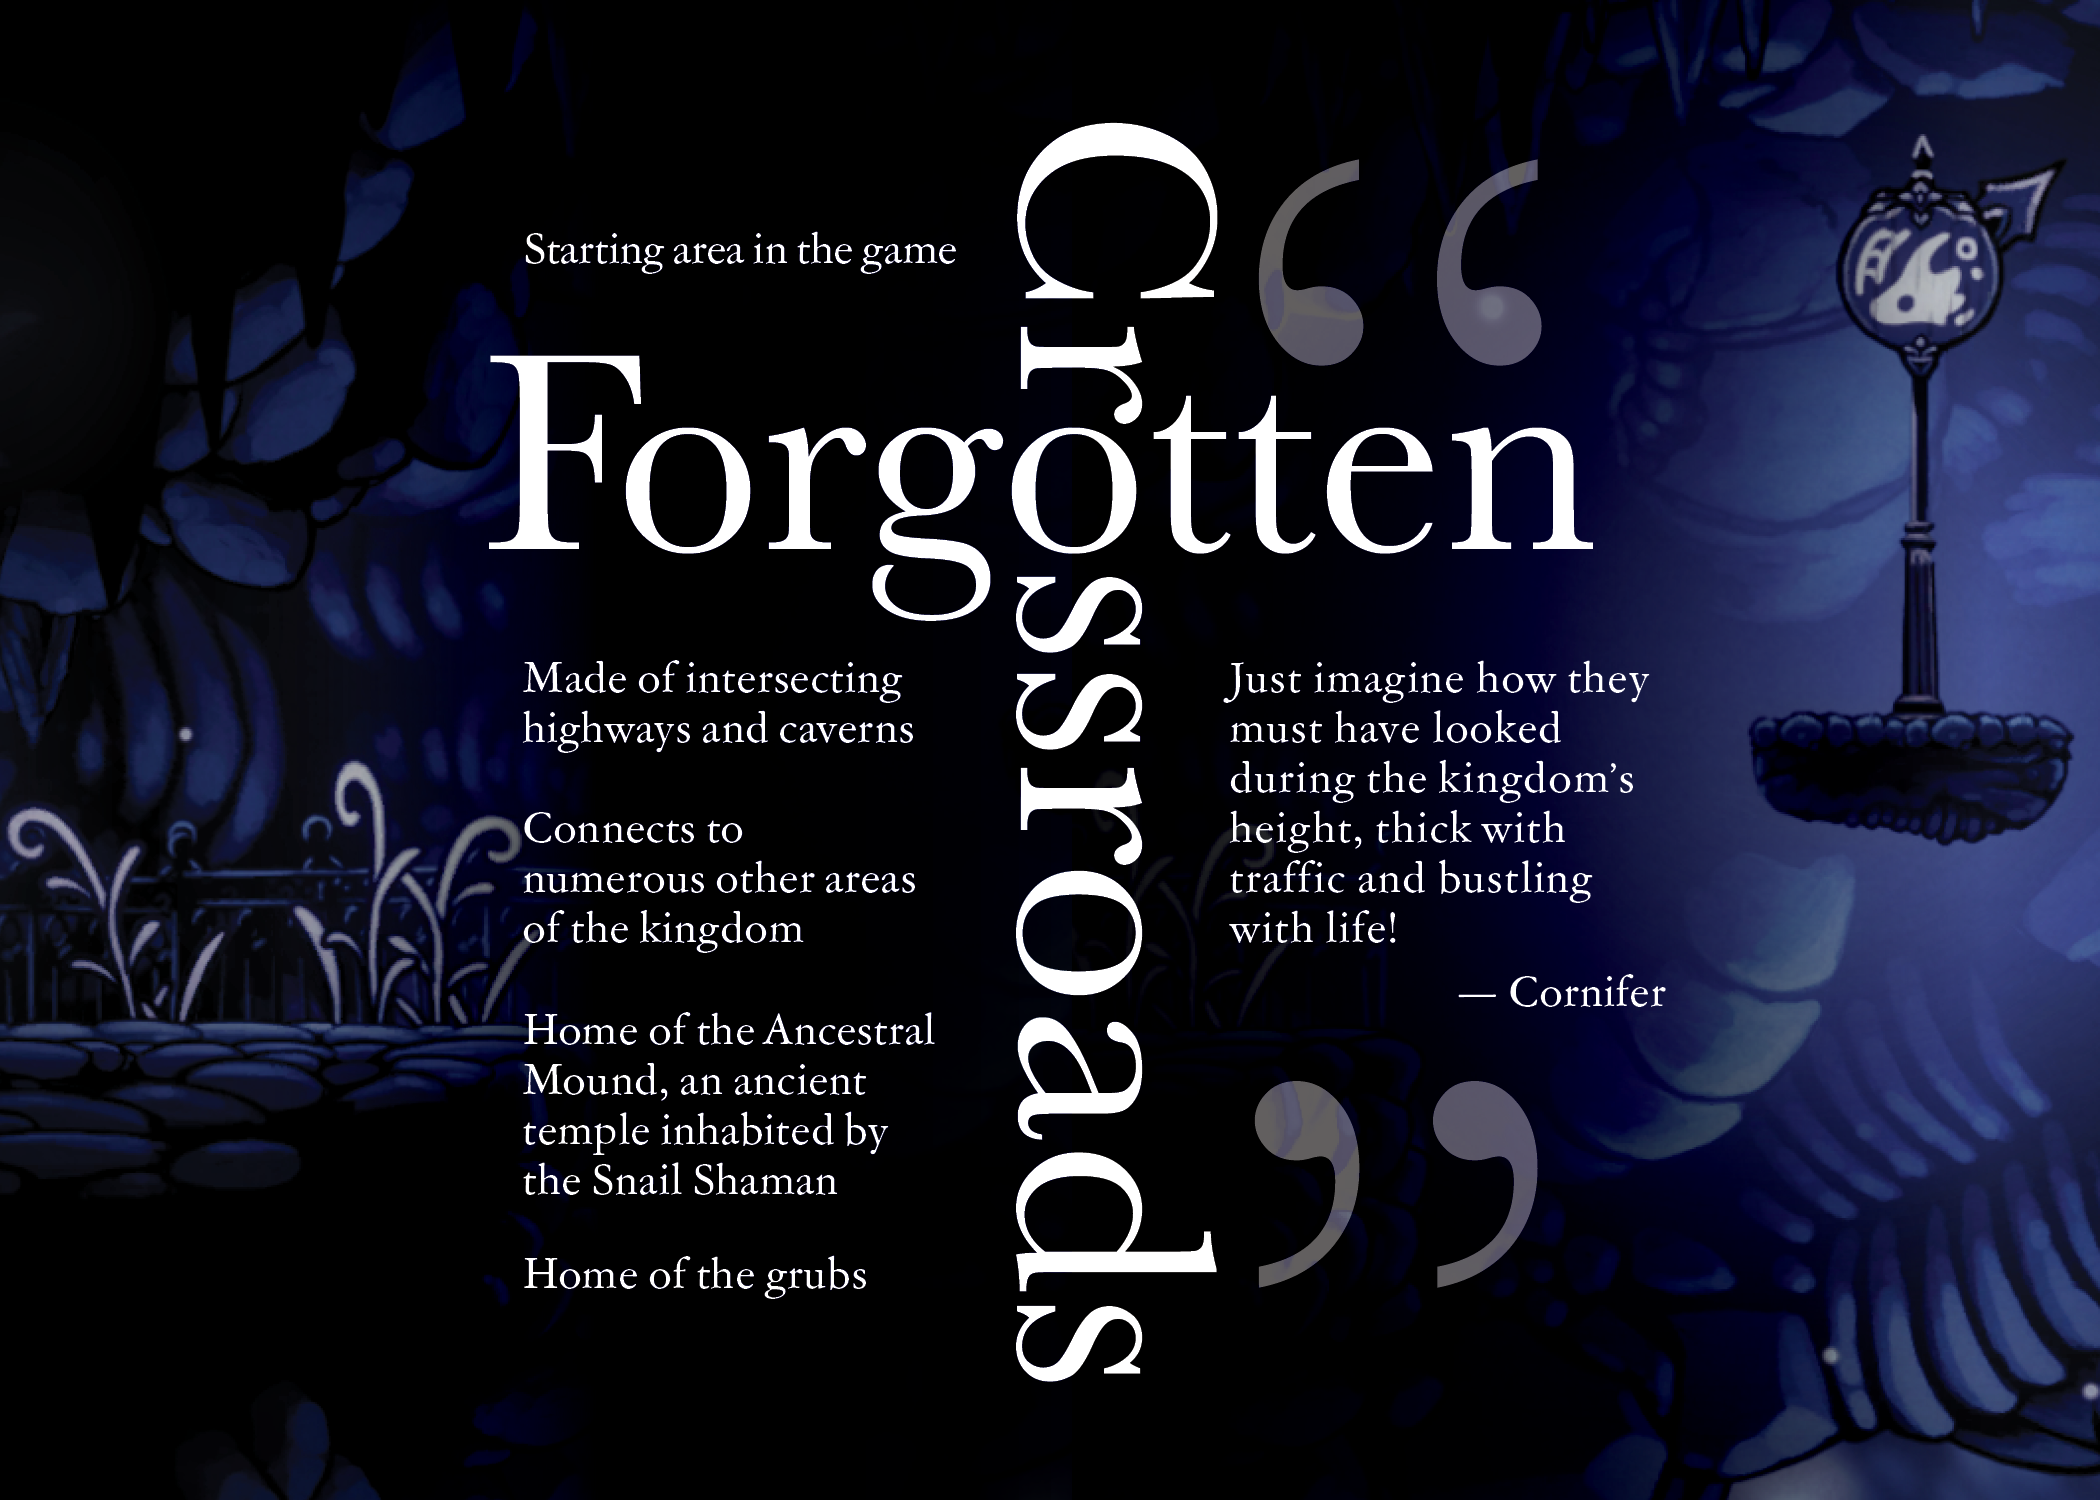 Starting area in the game
Forgotten
Crossroads
Made of intersecting
highways and caverns
Connects to
numerous other areas
of the kingdom
Home of the Ancestral
Mound, an ancient
temple inhabited by
the Snail Shaman
Home of the grubs
“
Just imagine how they
must have looked
during the kingdom’s
height, thick with
traffic and bustling
with life!
— Cornifer
”